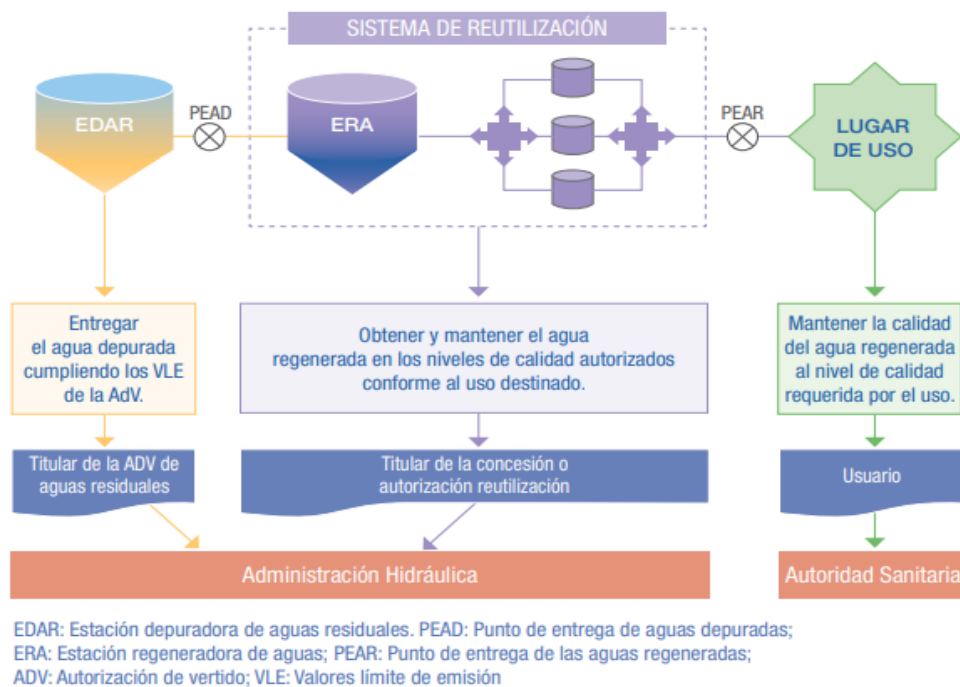 SISTEMA DE REUTILIZACIÓN
EDAR
PEAD
ERA
PEAR
LUGAR
DE USO
Entregar
el agua depurada
cumpliendo los VLE
de la AdV.
Obtener y mantener el agua
regenerada en los niveles de calidad autorizados
conforme al uso destinado.
Mantener la calidad
del agua regenerada
al nivel de calidad
requerida por el uso.
Titular de la ADV de
aguas residuales
Titular de la concesión o
autorización reutilización
Usuario
Administración Hidráulica
Autoridad Sanitaria
EDAR: Estación depuradora de aguas residuales. PEAD: Punto de entrega de aguas depuradas;
ERA: Estación regeneradora de aguas; PEAR: Punto de entrega de las aguas regeneradas;
ADV: Autorización de vertido; VLE: Valores límite de emisión